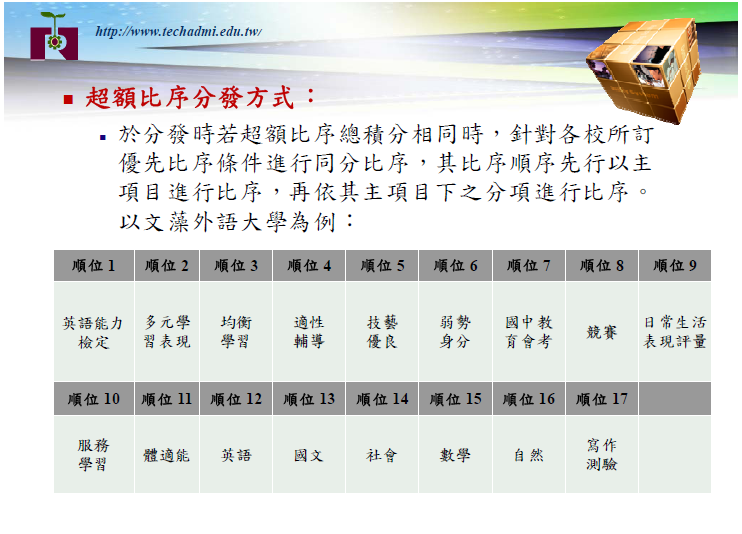 http://www.techadmi.edu.tw/
超額比序分發方式：
於分發時若超額比序總積分相同時，針對各校所訂
優先比序條件進行同分比序，其比序順序先行以主
項目進行比序，再依其主項目下之分項進行比序。
以文藻外語大學為例：
順位 1 順位 2 順位 3 順位 4 順位 5 順位 6 順位 7 順位 8 順位 9
英語能力 多元學 均衡 適性 技藝 弱勢 國中教 競賽 日常生活
檢定 習表現 學習 輔導 優良 身分 育會考 表現評量
順位 10 順位 11 順位 12 順位 13 順位 14 順位 15 順位 16 順位 17
服務 體適能 英語 國文 社會 數學 自然 寫作
學習 測驗